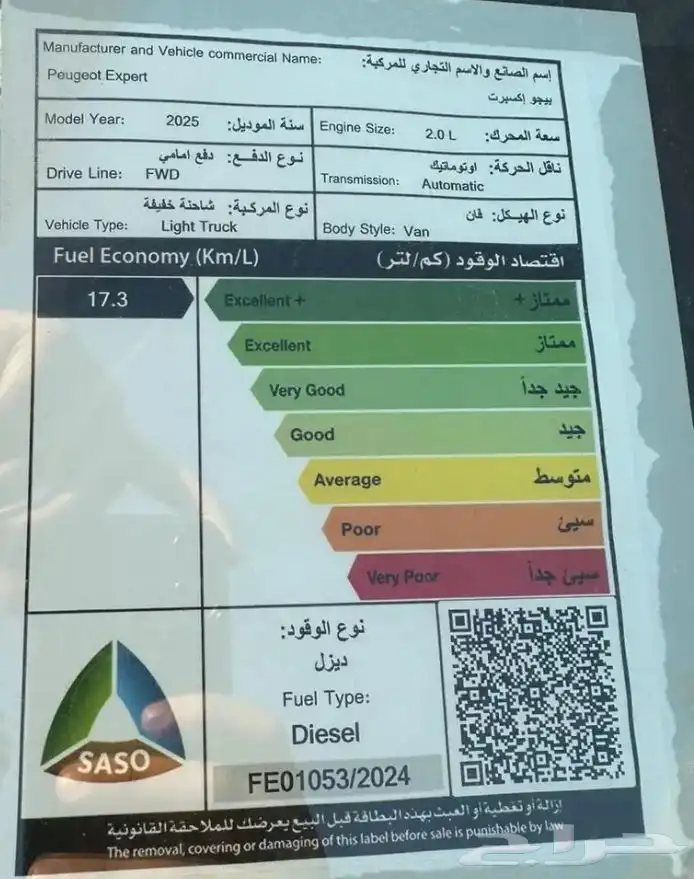 Manufacturer and Vehicle commercial Name: إسم الصانع والاسم التجاري للمركبة:
Peugeot Expert بيجو إكسبرت
Model Year: 2025 سنة الموديل:
Engine Size: 2.0 L سعة المحرك:
نوع الدفـع: دفع امامي
Drive Line: FWD
ناقل الحركة: اوتوماتيك
Transmission: Automatic
نوع المركبة: شاحنة خفيفة
Vehicle Type: Light Truck
نوع الهيكل: فان
Body Style: Van
Fuel Economy (Km/L) اقتصاد الوقود (كم/لتر)
17.3
Excellent + ممتاز +
Excellent ممتاز
Very Good جيد جداً
Good جيد
Average متوسط
Poor سيئ
Very Poor سيئ جداً
نوع الوقود:
ديزل
Fuel Type:
Diesel
SASO
FE01053/2024
إزالة أو تغطية أو العبث بهذه البطاقة قبل البيع يعرضك للملاحقة القانونية
The removal, covering or damaging of this label before sale is punishable by law
حراج